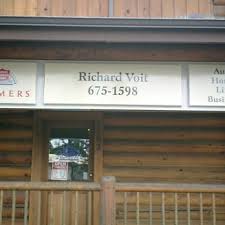 MERS
Richard Voit
675-1598
Au
Ho
Li
Busi